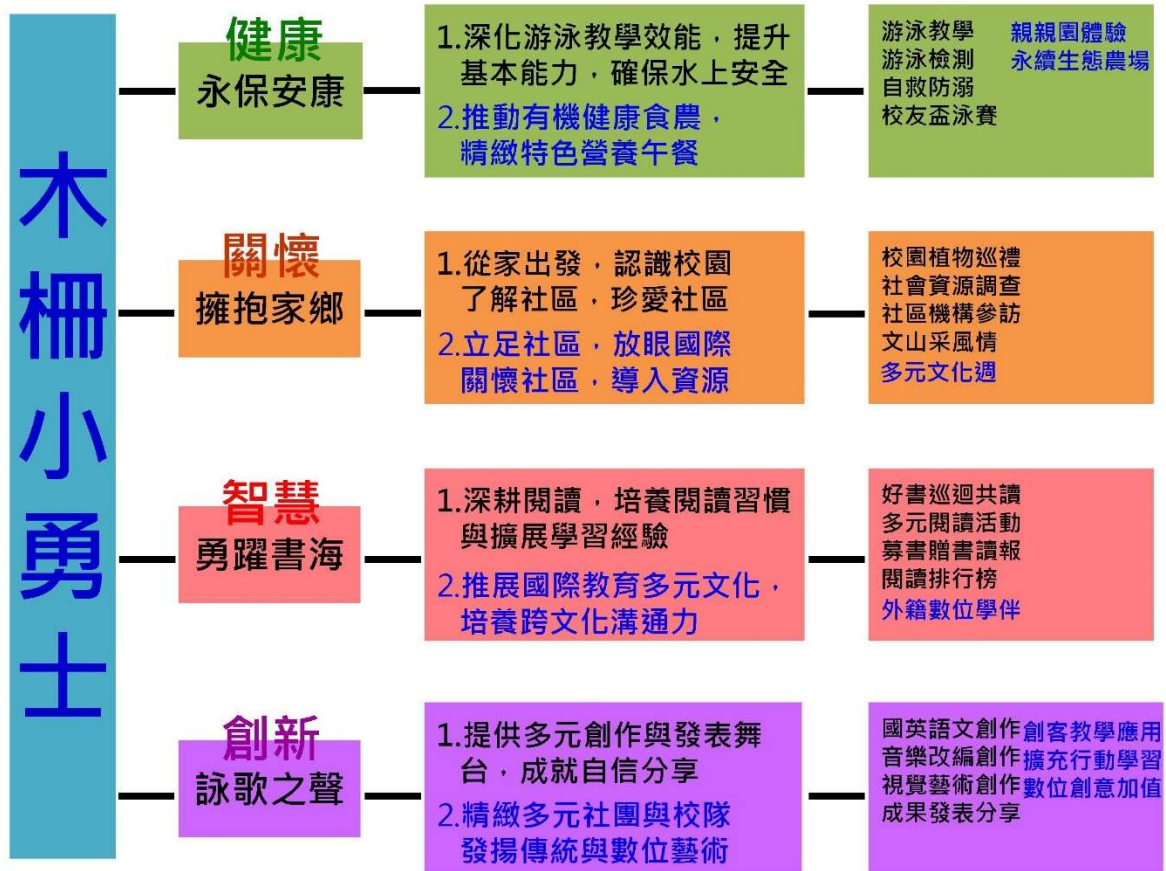 木柵小勇士
健康
永保安康
1.深化游泳教學效能，提升
基本能力，確保水上安全
2.推動有機健康食農，
精緻特色營養午餐
游泳教學 親親園體驗
游泳檢測 永續生態農場
自救防溺
校友盃泳賽
關懷
擁抱家鄉
1.從家出發，認識校園
了解社區，珍愛社區
2.立足社區，放眼國際
關懷社區，導入資源
校園植物巡禮
社會資源調查
社區機構參訪
文山采風情
多元文化週
智慧
勇躍書海
1.深耕閱讀，培養閱讀習慣
與擴展學習經驗
2.推展國際教育多元文化，
培養跨文化溝通力
好書巡迴共讀
多元閱讀活動
募書贈書讀報
閱讀排行榜
外籍數位學伴
創新
詠歌之聲
1.提供多元創作與發表舞
台，成就自信分享
2.精緻多元社團與校隊
發揚傳統與數位藝術
國英語文創作 創客教學應用
音樂改編創作 擴充行動學習
視覺藝術創作 數位創意加值
成果發表分享